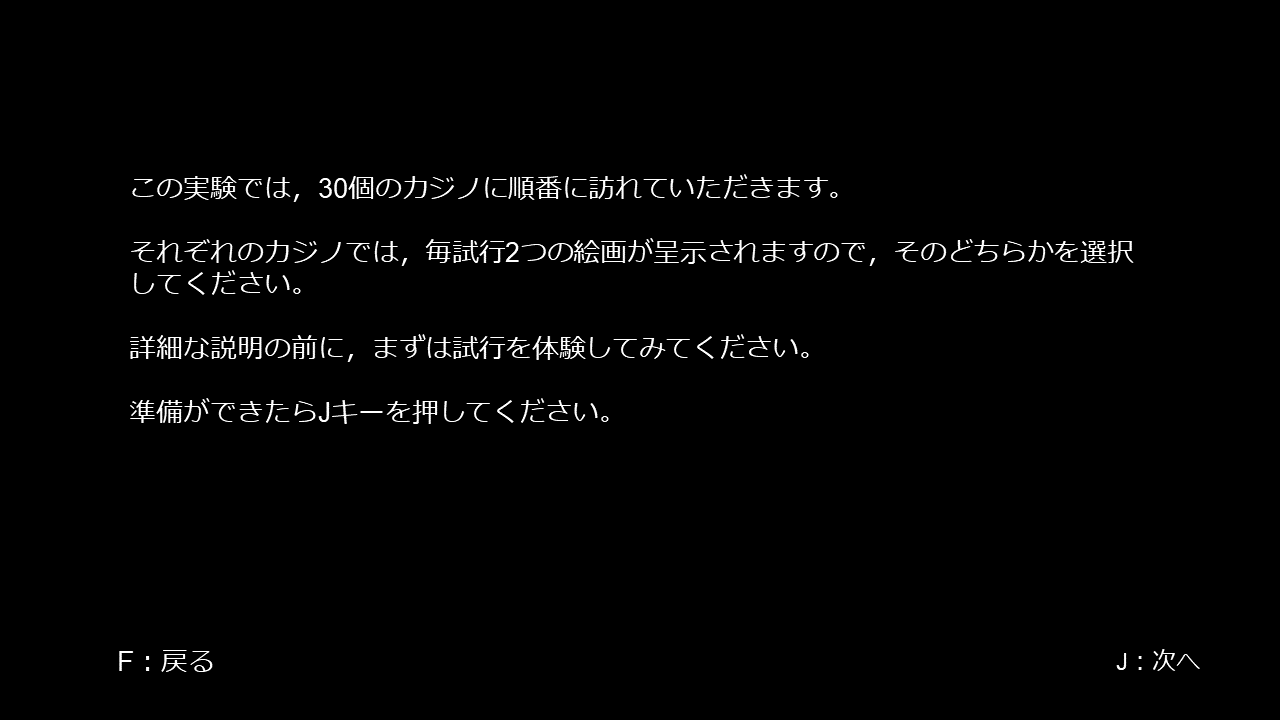 この実験では，30個のカジノに順番に訪れていただきます。
それぞれのカジノでは，毎試行2つの絵画が呈示されますので，そのどちらかを選択
してください。
詳細な説明の前に，まずは試行を体験してみてください。
準備ができたらJキーを押してください。
F：戻る
J：次へ